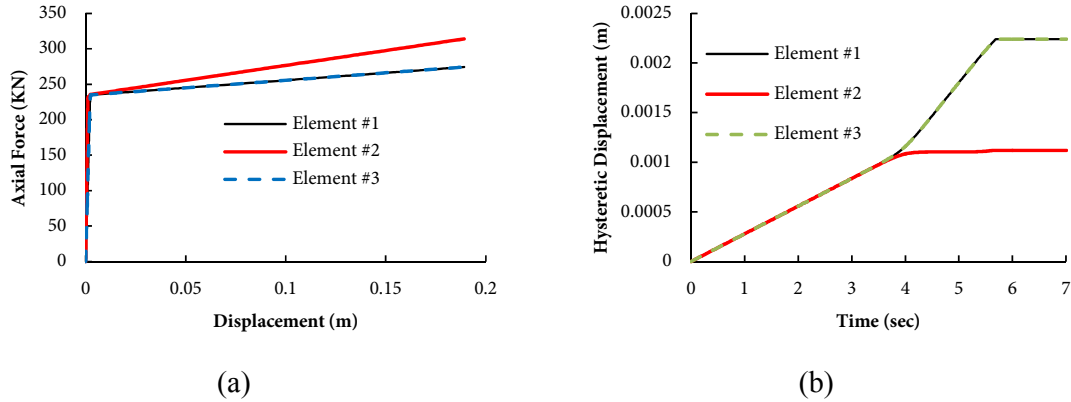 350
300
250
200
150
100
50
0
Axial Force (KN)
Element #1
Element #2
Element #3
0 0.05 0.1 0.15 0.2
Displacement (m)
(a)
0.0025
0.002
0.0015
0.001
0.0005
0
Hysteretic Displacement (m)
Element #1
Element #2
Element #3
0 1 2 3 4 5 6 7
Time (sec)
(b)